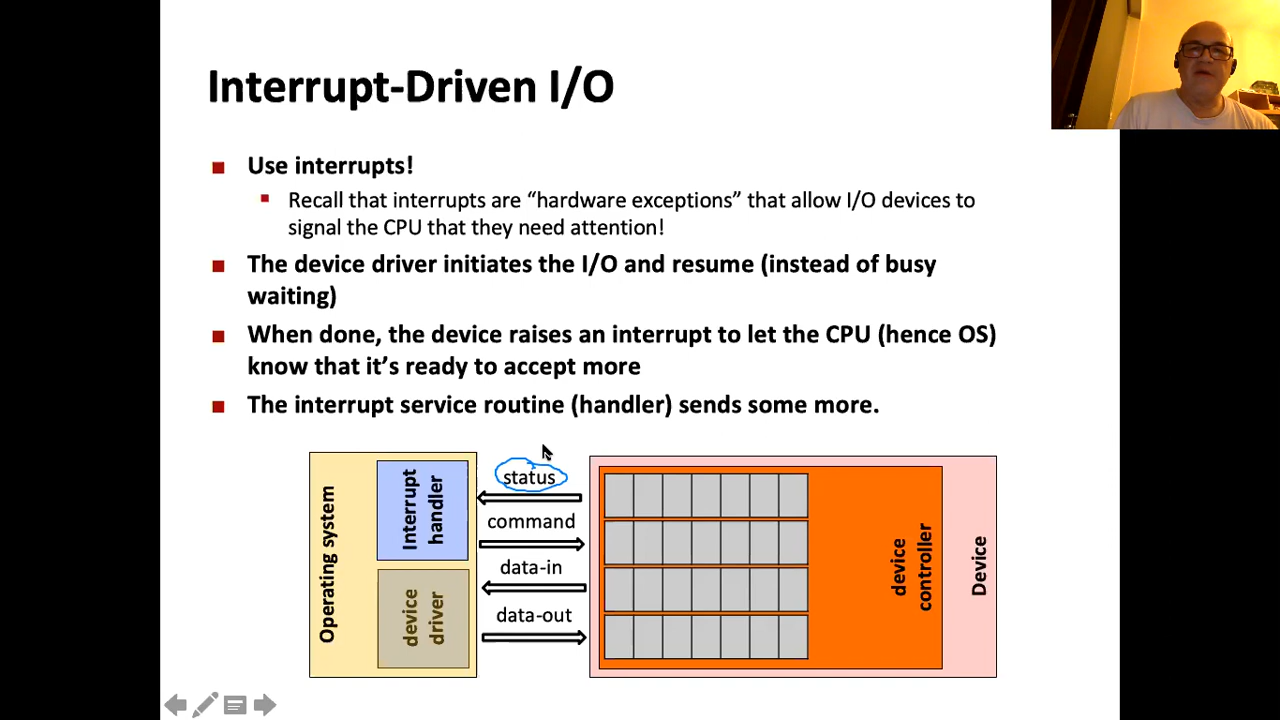 Interrupt-Driven I/O
Use interrupts!
Recall that interrupts are “hardware exceptions” that allow I/O devices to
signal the CPU that they need attention!
The device driver initiates the I/O and resume (instead of busy
waiting)
When done, the device raises an interrupt to let the CPU (hence OS)
know that it’s ready to accept more
The interrupt service routine (handler) sends some more.
Operating system
Interrupt
handler
device
driver
status
command
data-in
data-out
device
controller
Device